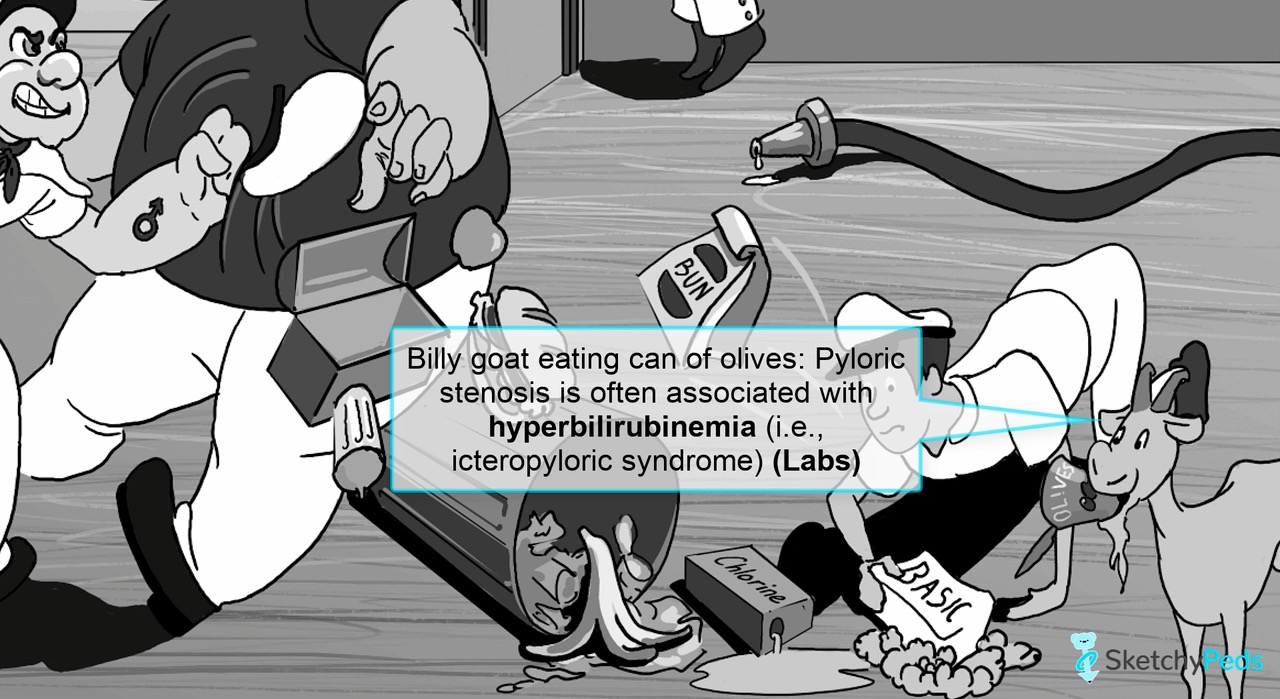 BUN
Billy goat eating can of olives: Pyloric
stenosis is often associated with
hyperbilirubinemia (i.e.,
icteropyloric syndrome) (Labs)
OLIVES
Chlorine
BASIC
SketchyPeds